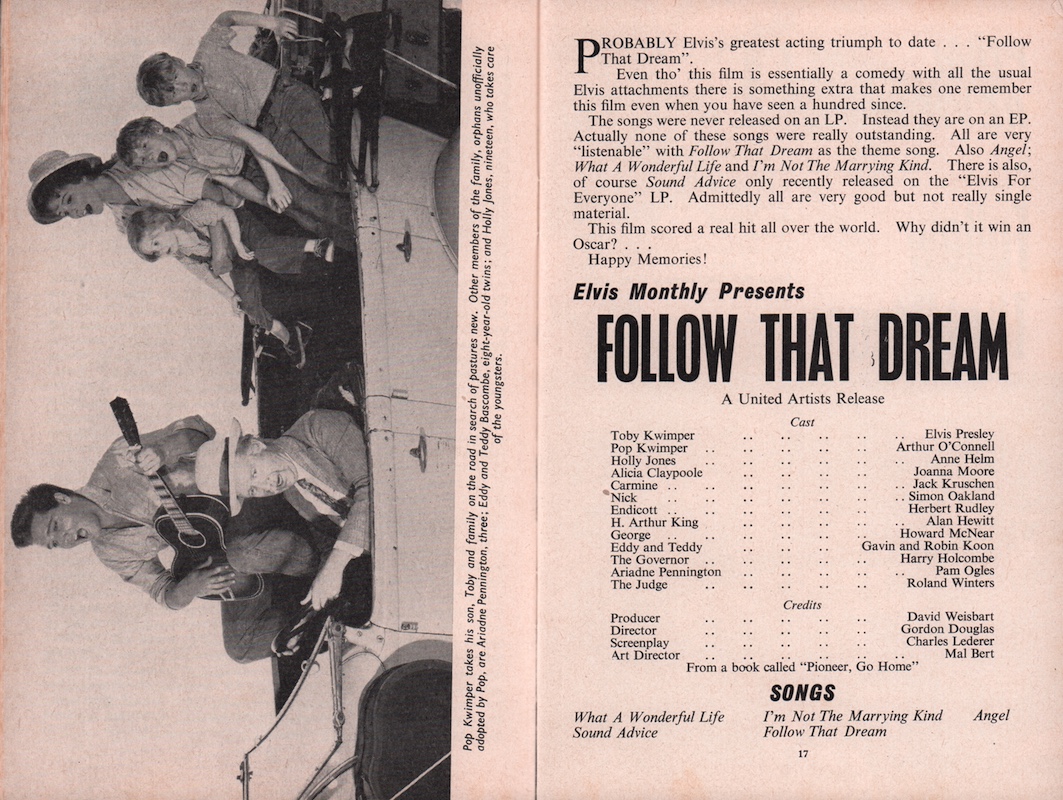 Pop Kwimper takes his son, Toby and family on the road in search of pastures new. Other members of the family, orphans unofficially
adopted by Pop, are Ariadne Pennington, three; Eddy and Teddy Bascombe, eight-year-old twins; and Holly Jones, nineteen, who takes care
of the youngsters.
PROBABLY Elvis's greatest acting triumph to date . . . “Follow
That Dream”.
Even tho' this film is essentially a comedy with all the usual
Elvis attachments there is something extra that makes one remember
this film even when you have seen a hundred since.
The songs were never released on an LP. Instead they are on an EP.
Actually none of these songs were really outstanding. All are very
“listenable” with Follow That Dream as the theme song. Also Angel;
What A Wonderful Life and I'm Not The Marrying Kind. There is also,
of course Sound Advice only recently released on the “Elvis For
Everyone” LP. Admittedly all are very good but not really single
material.
This film scored a real hit all over the world. Why didn't it win an
Oscar? . . .
Happy Memories!
Elvis Monthly Presents
FOLLOW THAT DREAM
A United Artists Release
Cast
Toby Kwimper .. .. .. .. .. Elvis Presley
Pop Kwimper .. .. .. .. .. Arthur O'Connell
Holly Jones .. .. .. .. .. .. Anne Helm
Alicia Claypoole .. .. .. .. Joanna Moore
Carmine .. .. .. .. .. .. Jack Kruschen
Nick .. .. .. .. .. .. .. Simon Oakland
Endicott .. .. .. .. .. .. Herbert Rudley
H. Arthur King .. .. .. .. .. Alan Hewitt
George .. .. .. .. .. .. Howard McNear
Eddy and Teddy .. .. .. .. Gavin and Robin Koon
The Governor .. .. .. .. .. Harry Holcombe
Ariadne Pennington .. .. .. .. .. Pam Ogles
The Judge .. .. .. .. .. Roland Winters
Credits
Producer .. .. .. .. .. David Weisbart
Director .. .. .. .. .. Gordon Douglas
Screenplay .. .. .. .. .. Charles Lederer
Art Director .. .. .. .. .. .. Mal Bert
From a book called “Pioneer, Go Home”
SONGS
What A Wonderful Life I'm Not The Marrying Kind Angel
Sound Advice Follow That Dream
17